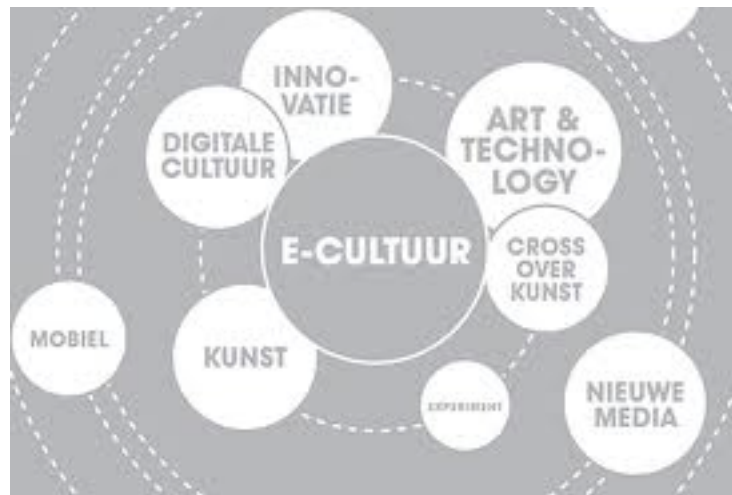 INNO-
VATIE
DIGITALE
CULTUUR
ART &
TECHNO-
LOGY
E-CULTUUR
CROSS
OVER
KUNST
MOBIEL
KUNST
EXPERIMENT
NIEUWE
MEDIA